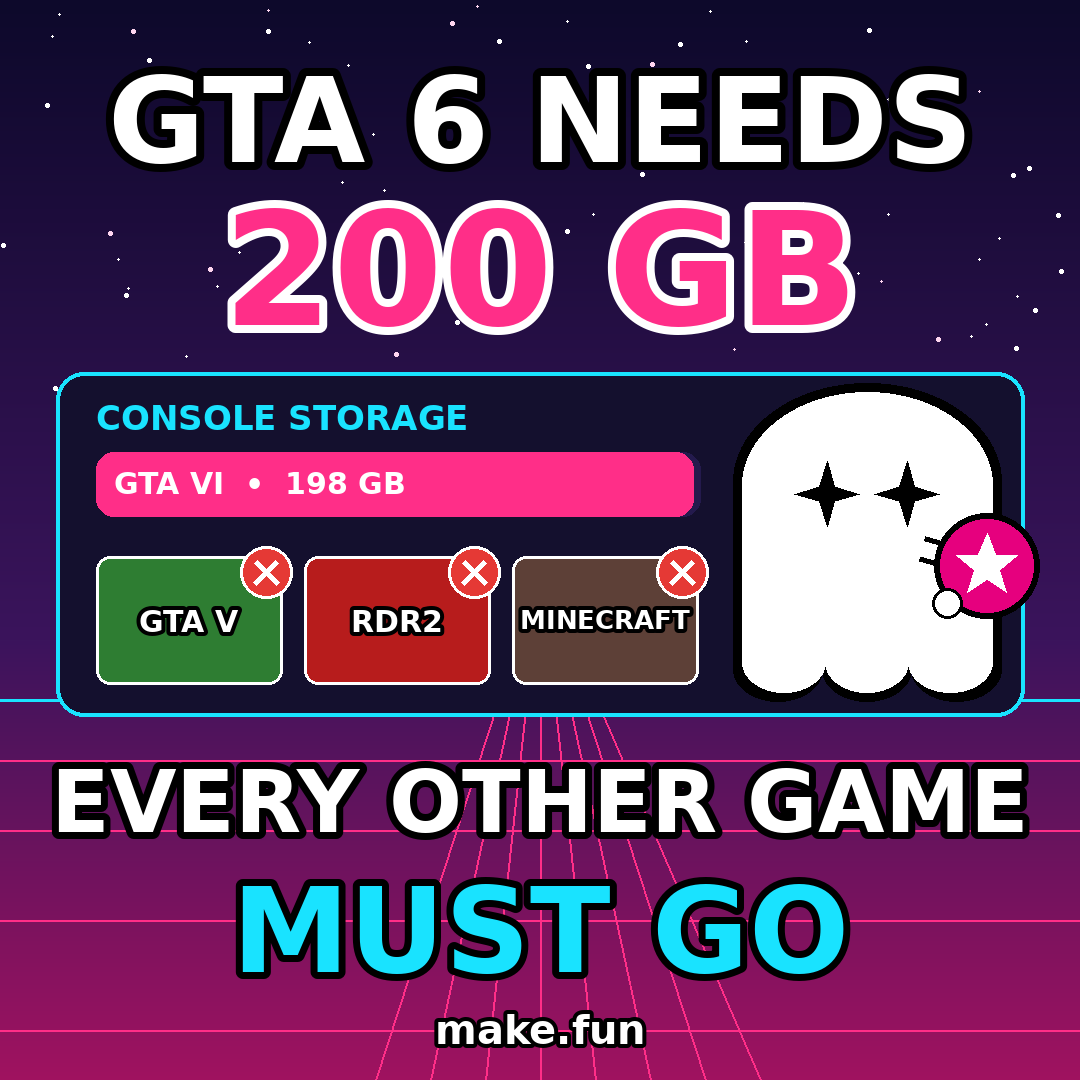 GTA 6 NEEDS
200 GB
CONSOLE STORAGE
GTA VI • 198 GB
GTA V
RDR2
MINECRAFT
EVERY OTHER GAME
MUST GO
make.fun